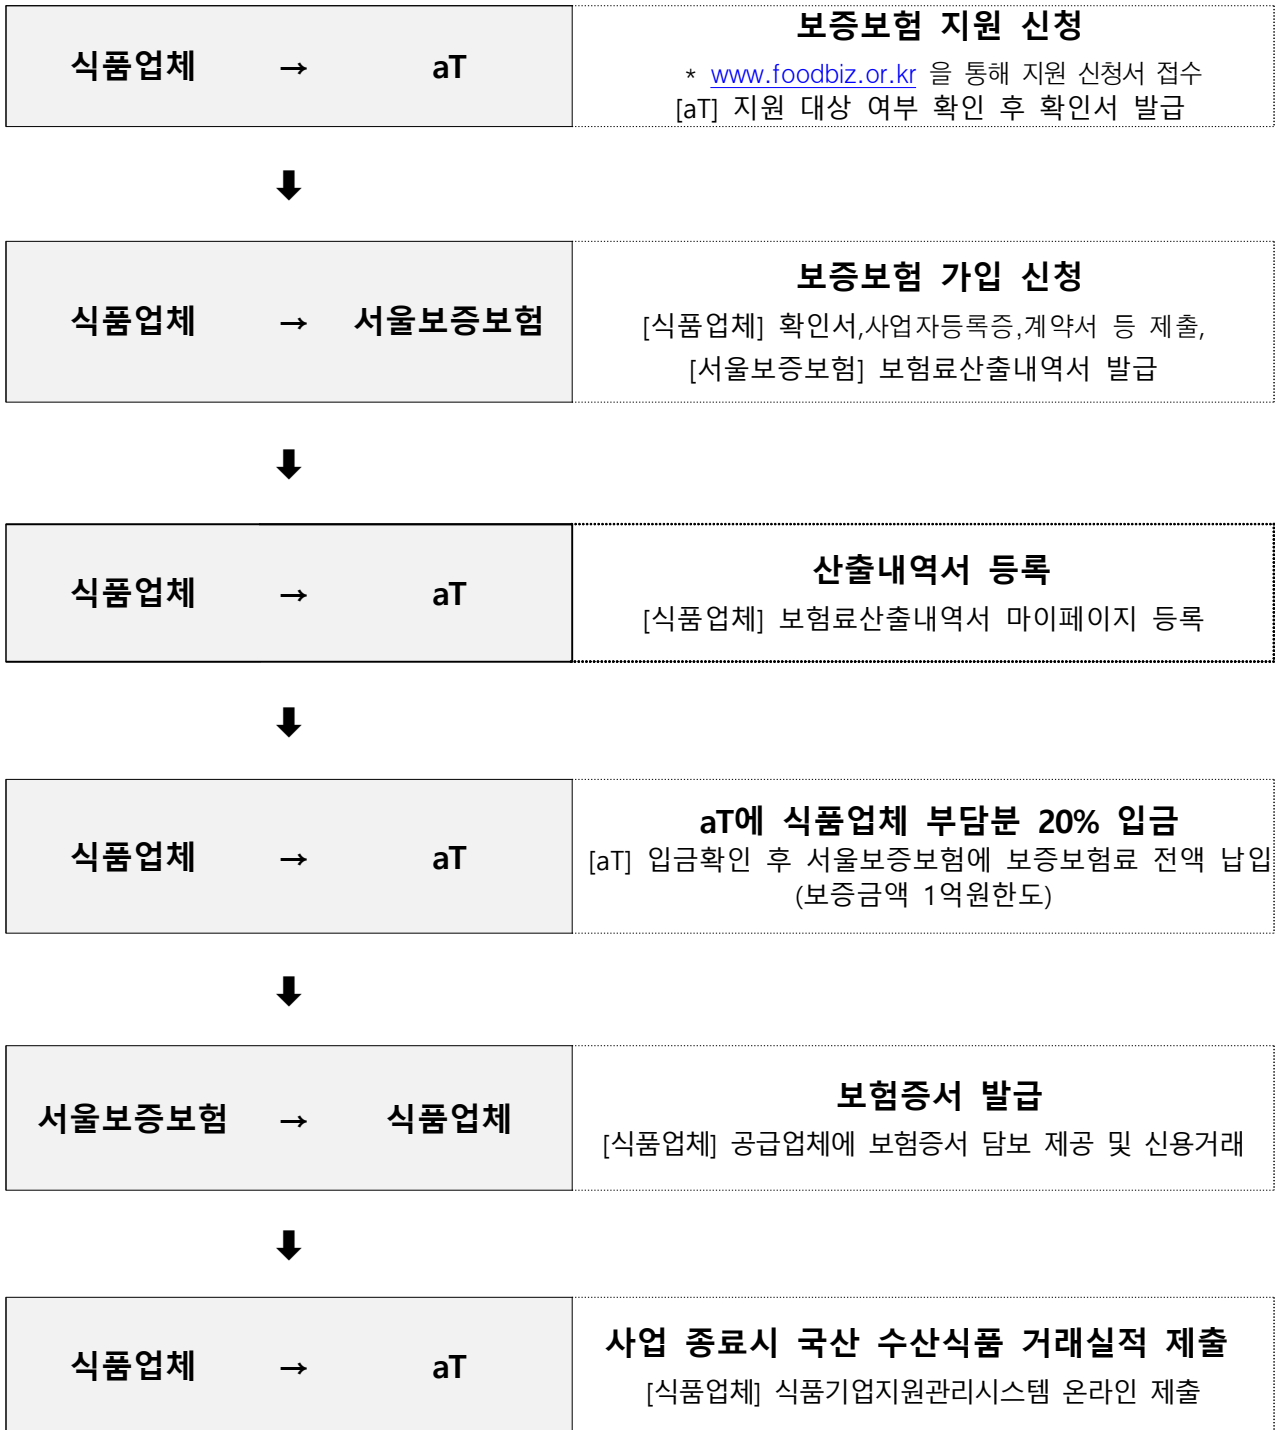 보증보험 지원 신청
식품업체 → aT
* www.foodbiz.or.kr 을 통해 지원 신청서 접수
[aT] 지원 대상 여부 확인 후 확인서 발급
보증보험 가입 신청
식품업체 → 서울보증보험
[식품업체] 확인서,사업자등록증,계약서 등 제출,
[서울보증보험] 보험료산출내역서 발급
산출내역서 등록
식품업체 → aT
[식품업체] 보험료산출내역서 마이페이지 등록
aT에 식품업체 부담분 20% 입금
식품업체 → aT
[aT] 입금확인 후 서울보증보험에 보증보험료 전액 납입
(보증금액 1억원한도)
보험증서 발급
서울보증보험 → 식품업체
[식품업체] 공급업체에 보험증서 담보 제공 및 신용거래
사업 종료시 국산 수산식품 거래실적 제출
식품업체 → aT
[식품업체] 식품기업지원관리시스템 온라인 제출